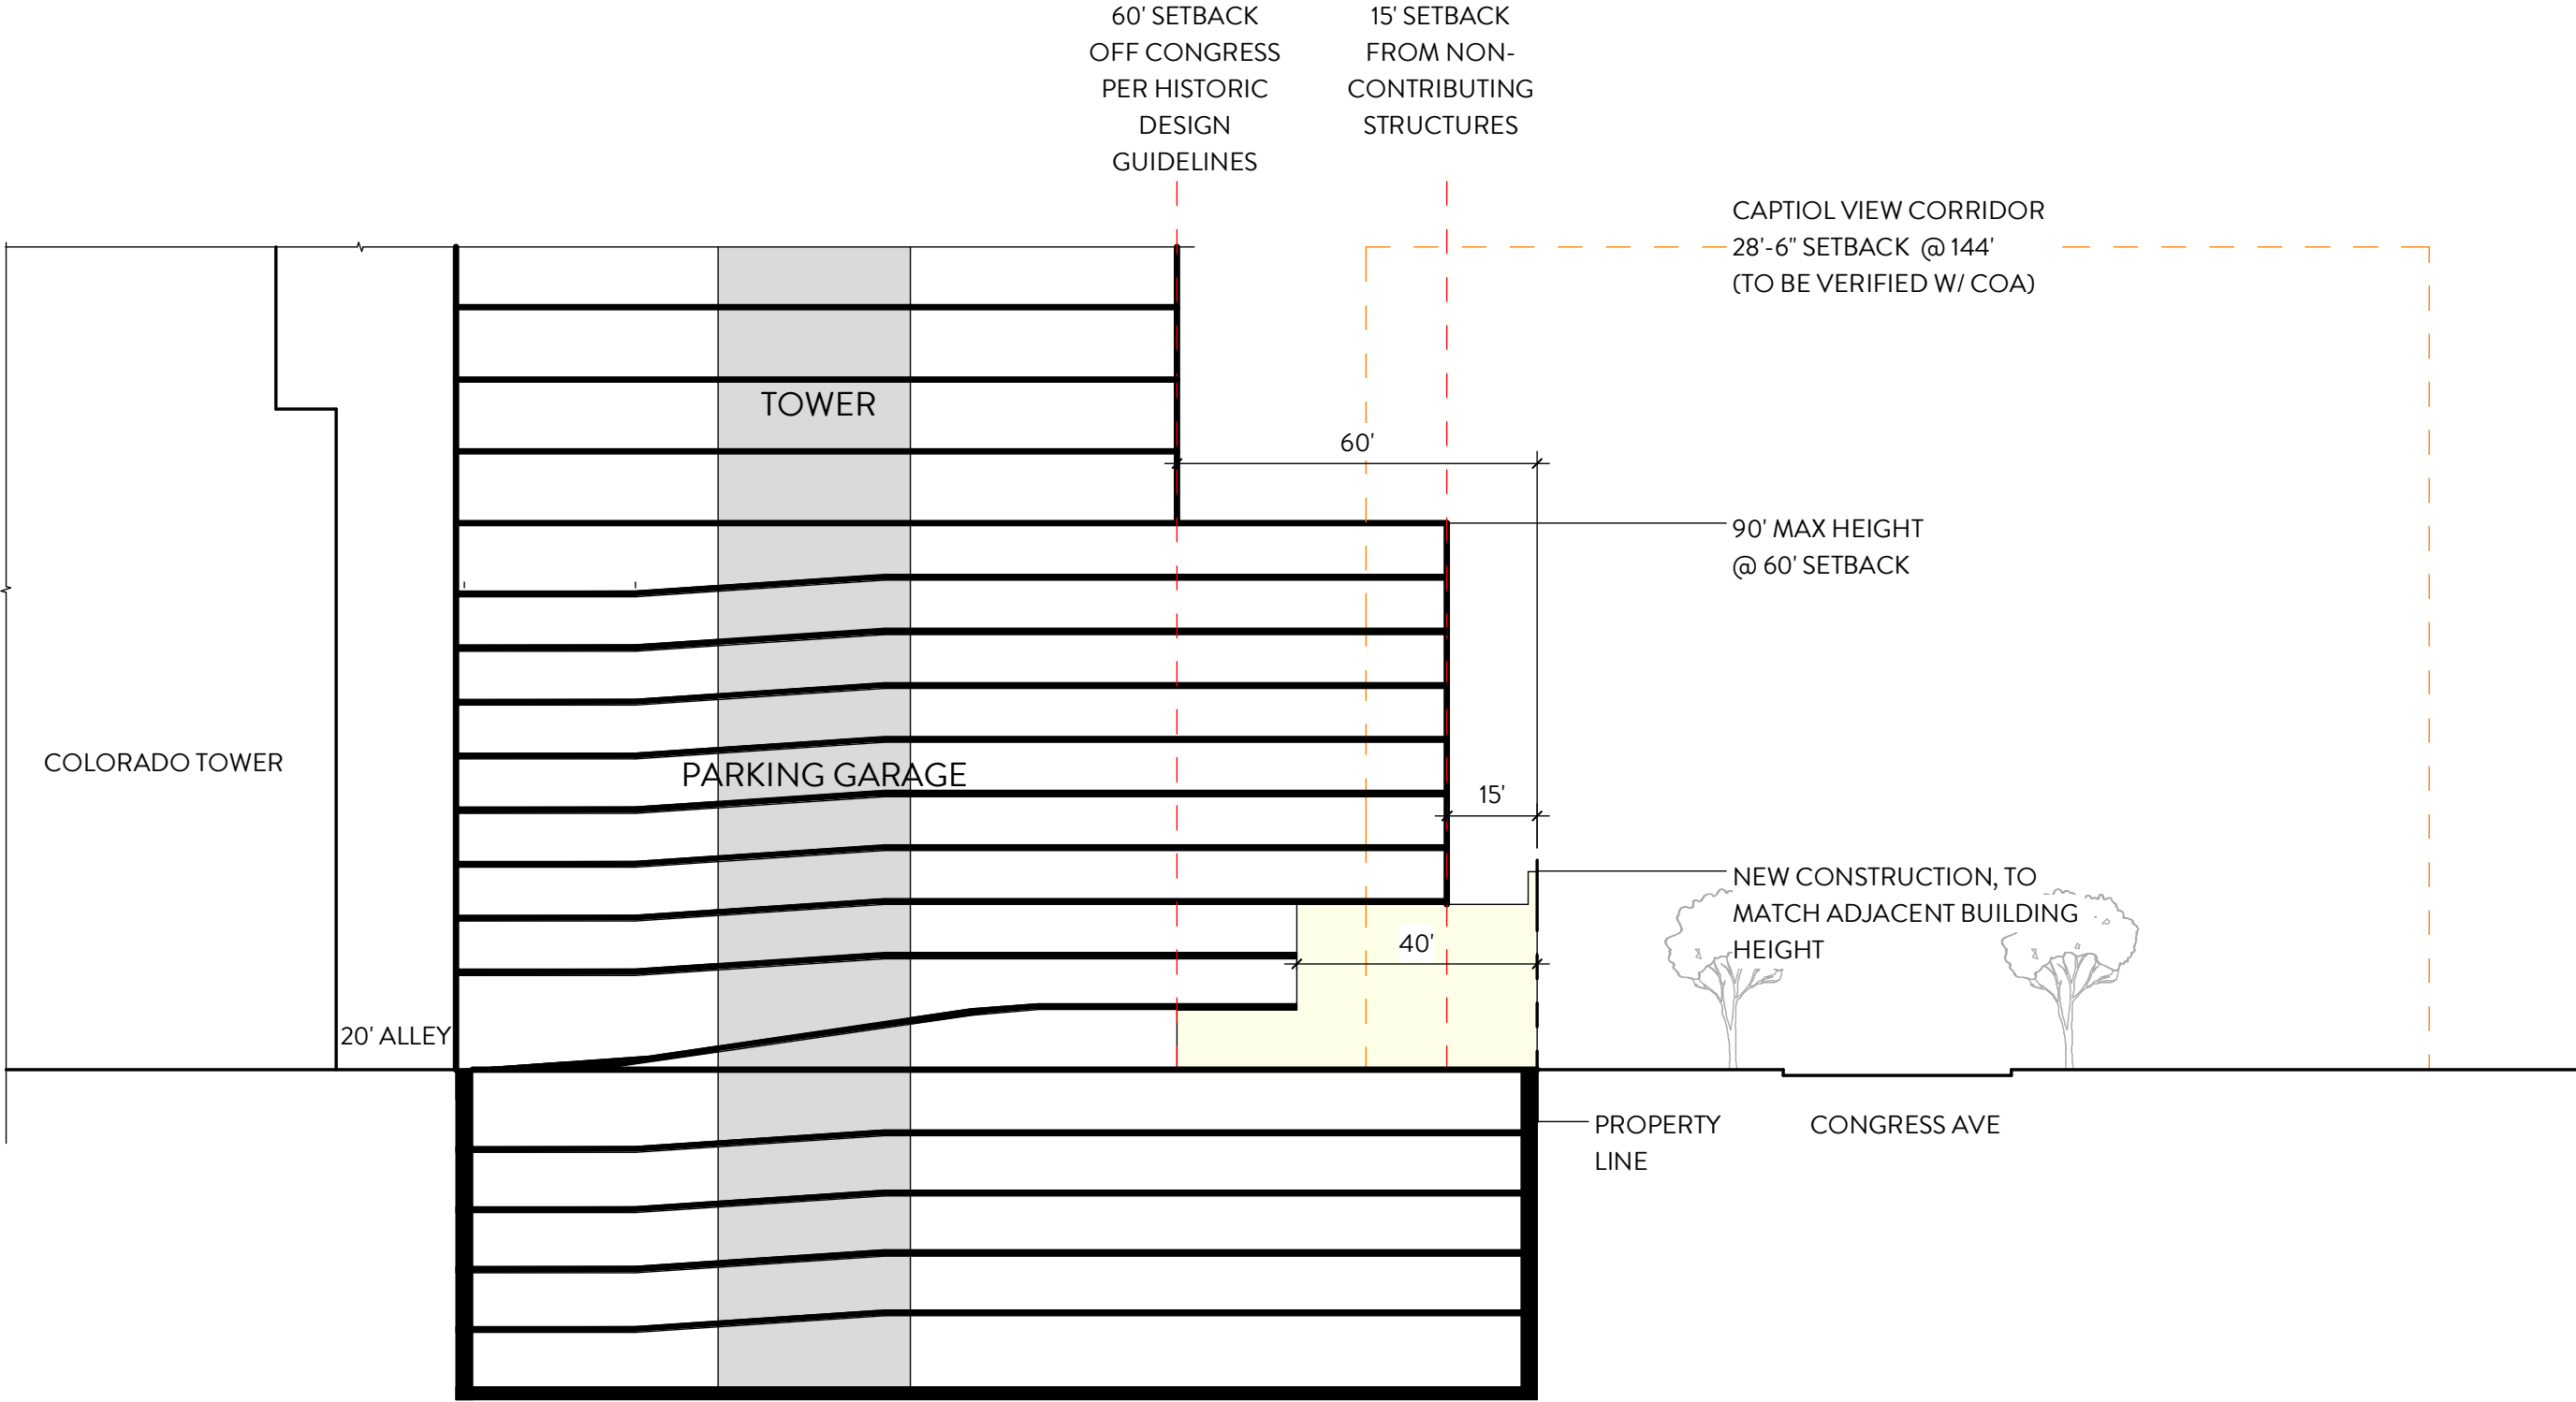 60' SETBACK
OFF CONGRESS
PER HISTORIC
DESIGN
GUIDELINES
15' SETBACK
FROM NON-
CONTRIBUTING
STRUCTURES
CAPTIOL VIEW CORRIDOR
28'-6" SETBACK @ 144'
(TO BE VERIFIED W/ COA)
TOWER
60'
90' MAX HEIGHT
@ 60' SETBACK
COLORADO TOWER
PARKING GARAGE
15'
NEW CONSTRUCTION, TO
MATCH ADJACENT BUILDING
HEIGHT
40'
20' ALLEY
PROPERTY
LINE
CONGRESS AVE